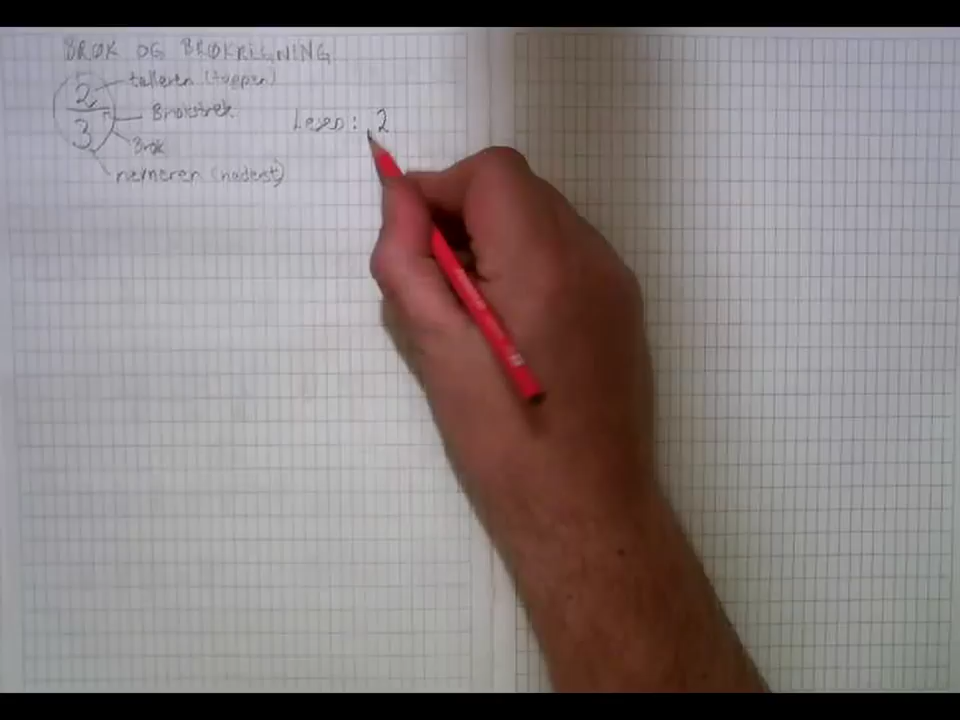 BRØK OG BRØKREGNING
2 telleren (toppen)
Brøkstrek
3
Brøk
nevneren (nederst)
Leses: 2